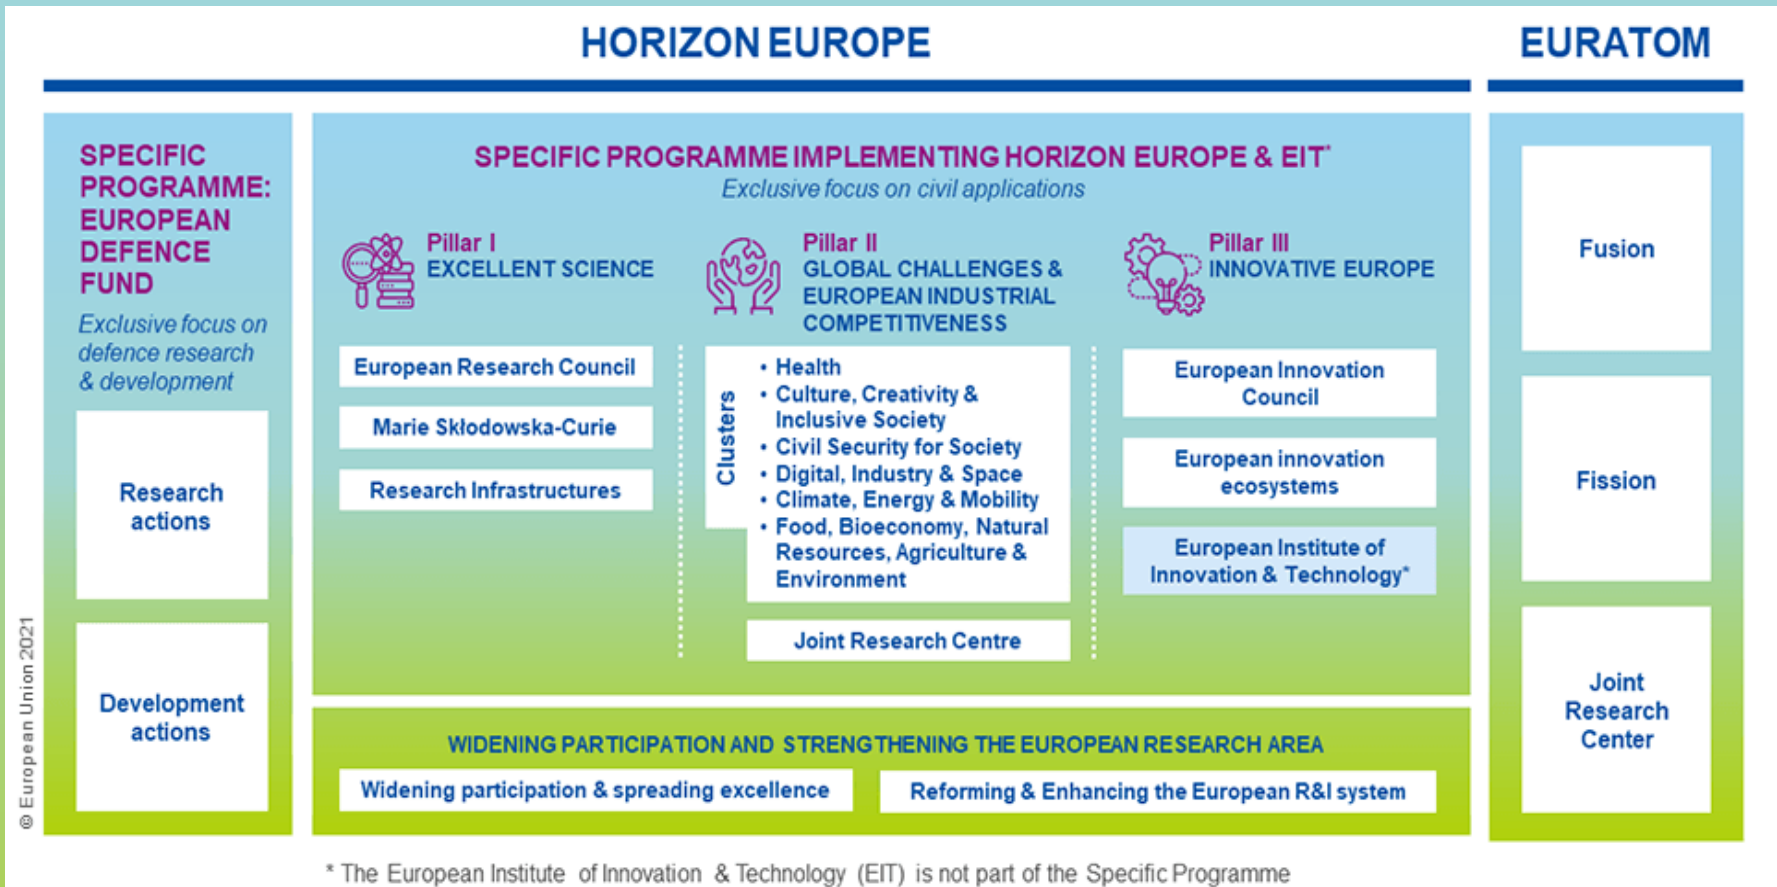 HORIZON EUROPE
EURATOM
SPECIFIC
PROGRAMME:
EUROPEAN
DEFENCE
FUND
Exclusive focus on
defence research
& development
Research
actions
Development
actions
SPECIFIC PROGRAMME IMPLEMENTING HORIZON EUROPE & EIT*
Exclusive focus on civil applications
Pillar I
EXCELLENT SCIENCE
European Research Council
Marie Skłodowska-Curie
Research Infrastructures
Pillar II
GLOBAL CHALLENGES &
EUROPEAN INDUSTRIAL
COMPETITIVENESS
Clusters
• Health
• Culture, Creativity &
Inclusive Society
• Civil Security for Society
• Digital, Industry & Space
• Climate, Energy & Mobility
• Food, Bioeconomy, Natural
Resources, Agriculture &
Environment
Joint Research Centre
Pillar III
INNOVATIVE EUROPE
European Innovation
Council
European innovation
ecosystems
European Institute of
Innovation & Technology*
WIDENING PARTICIPATION AND STRENGTHENING THE EUROPEAN RESEARCH AREA
Widening participation & spreading excellence
Reforming & Enhancing the European R&I system
Fusion
Fission
Joint
Research
Center
© European Union 2021
* The European Institute of Innovation & Technology (EIT) is not part of the Specific Programme